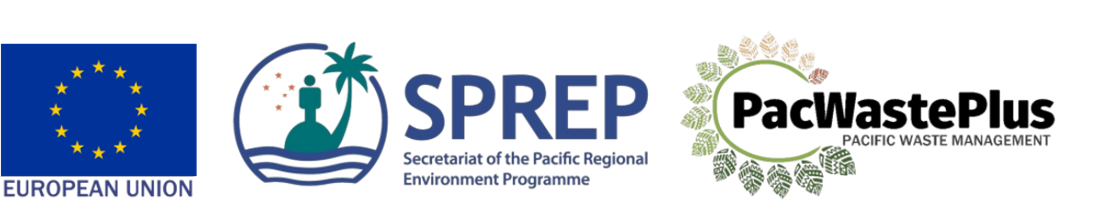 EUROPEAN UNION
SPREP
Secretariat of the Pacific Regional
Environment Programme
PacWastePlus
PACIFIC WASTE MANAGEMENT